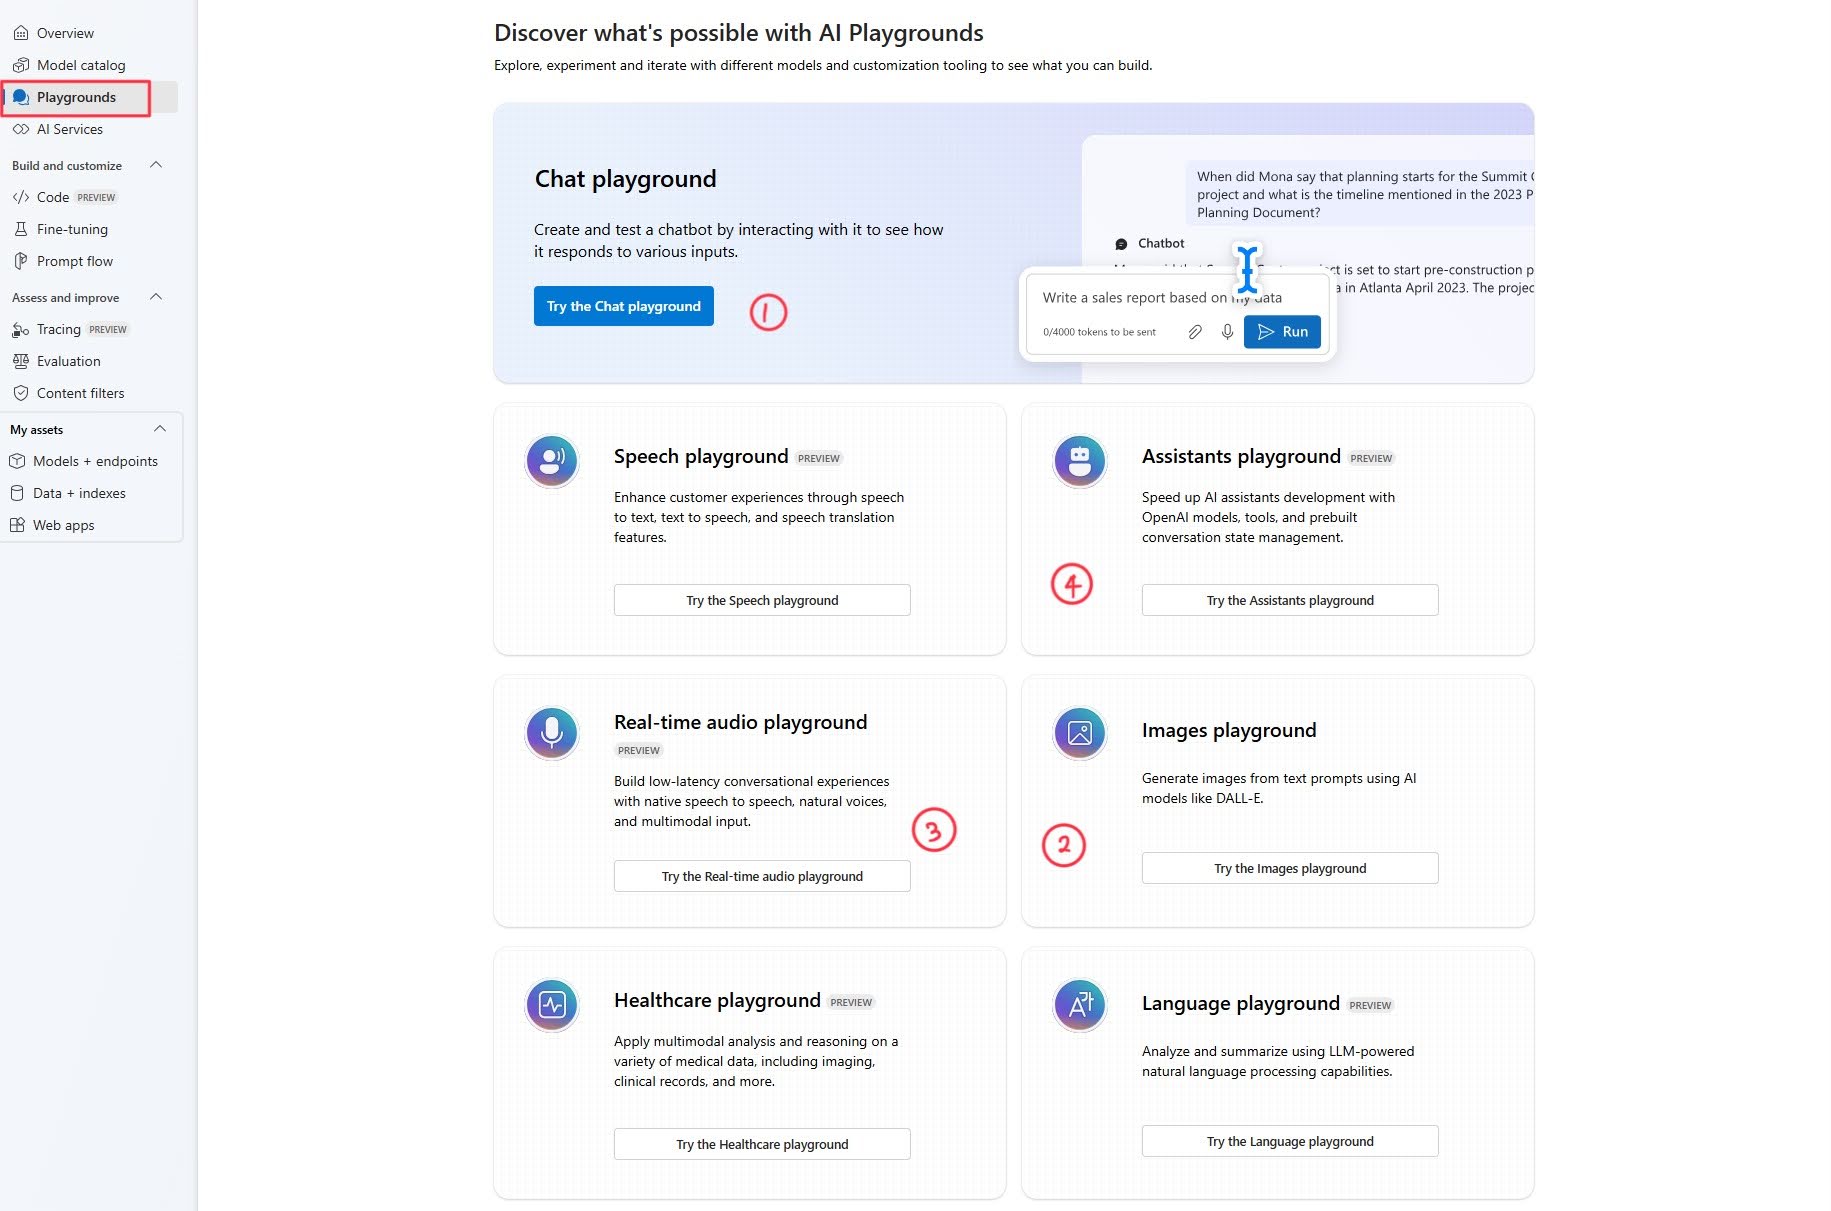 Overview
Model catalog
Playgrounds
AI Services
Build and customize
Code PREVIEW
Fine-tuning
Prompt flow
Assess and improve
Tracing PREVIEW
Evaluation
Content filters
My assets
Models + endpoints
Data + indexes
Web apps
Discover what's possible with AI Playgrounds
Explore, experiment and iterate with different models and customization tooling to see what you can build.
Chat playground
Create and test a chatbot by interacting with it to see how
it responds to various inputs.
Try the Chat playground
1
When did Mona say that planning starts for the Summit
project and what is the timeline mentioned in the 2023 P
Planning Document?
Chatbot
is set to start pre-construction p
a in Atlanta April 2023. The projec
Write a sales report based on my data
0/4000 tokens to be sent
Run
Speech playground PREVIEW
Enhance customer experiences through speech
to text, text to speech, and speech translation
features.
Try the Speech playground
Assistants playground PREVIEW
Speed up AI assistants development with
OpenAI models, tools, and prebuilt
conversation state management.
4
Try the Assistants playground
Real-time audio playground
PREVIEW
Build low-latency conversational experiences
with native speech to speech, natural voices,
and multimodal input.
3
Try the Real-time audio playground
Images playground
Generate images from text prompts using AI
models like DALL-E.
2
Try the Images playground
Healthcare playground PREVIEW
Apply multimodal analysis and reasoning on a
variety of medical data, including imaging,
clinical records, and more.
Try the Healthcare playground
Language playground PREVIEW
Analyze and summarize using LLM-powered
natural language processing capabilities.
Try the Language playground